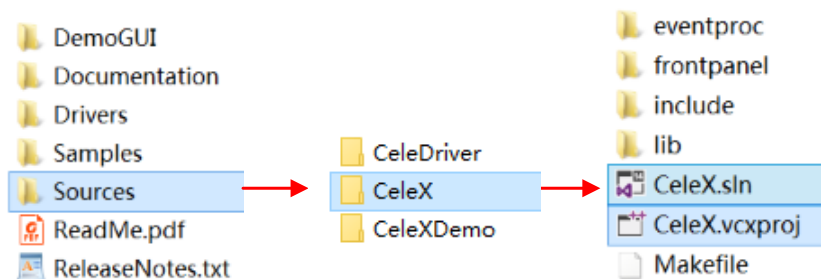 DemoGUI
Documentation
Drivers
Samples
Sources
ReadMe.pdf
ReleaseNotes.txt
CeleDriver
CeleX
CeleXDemo
eventproc
frontpanel
include
lib
CeleX.sln
CeleX.vcxproj
Makefile